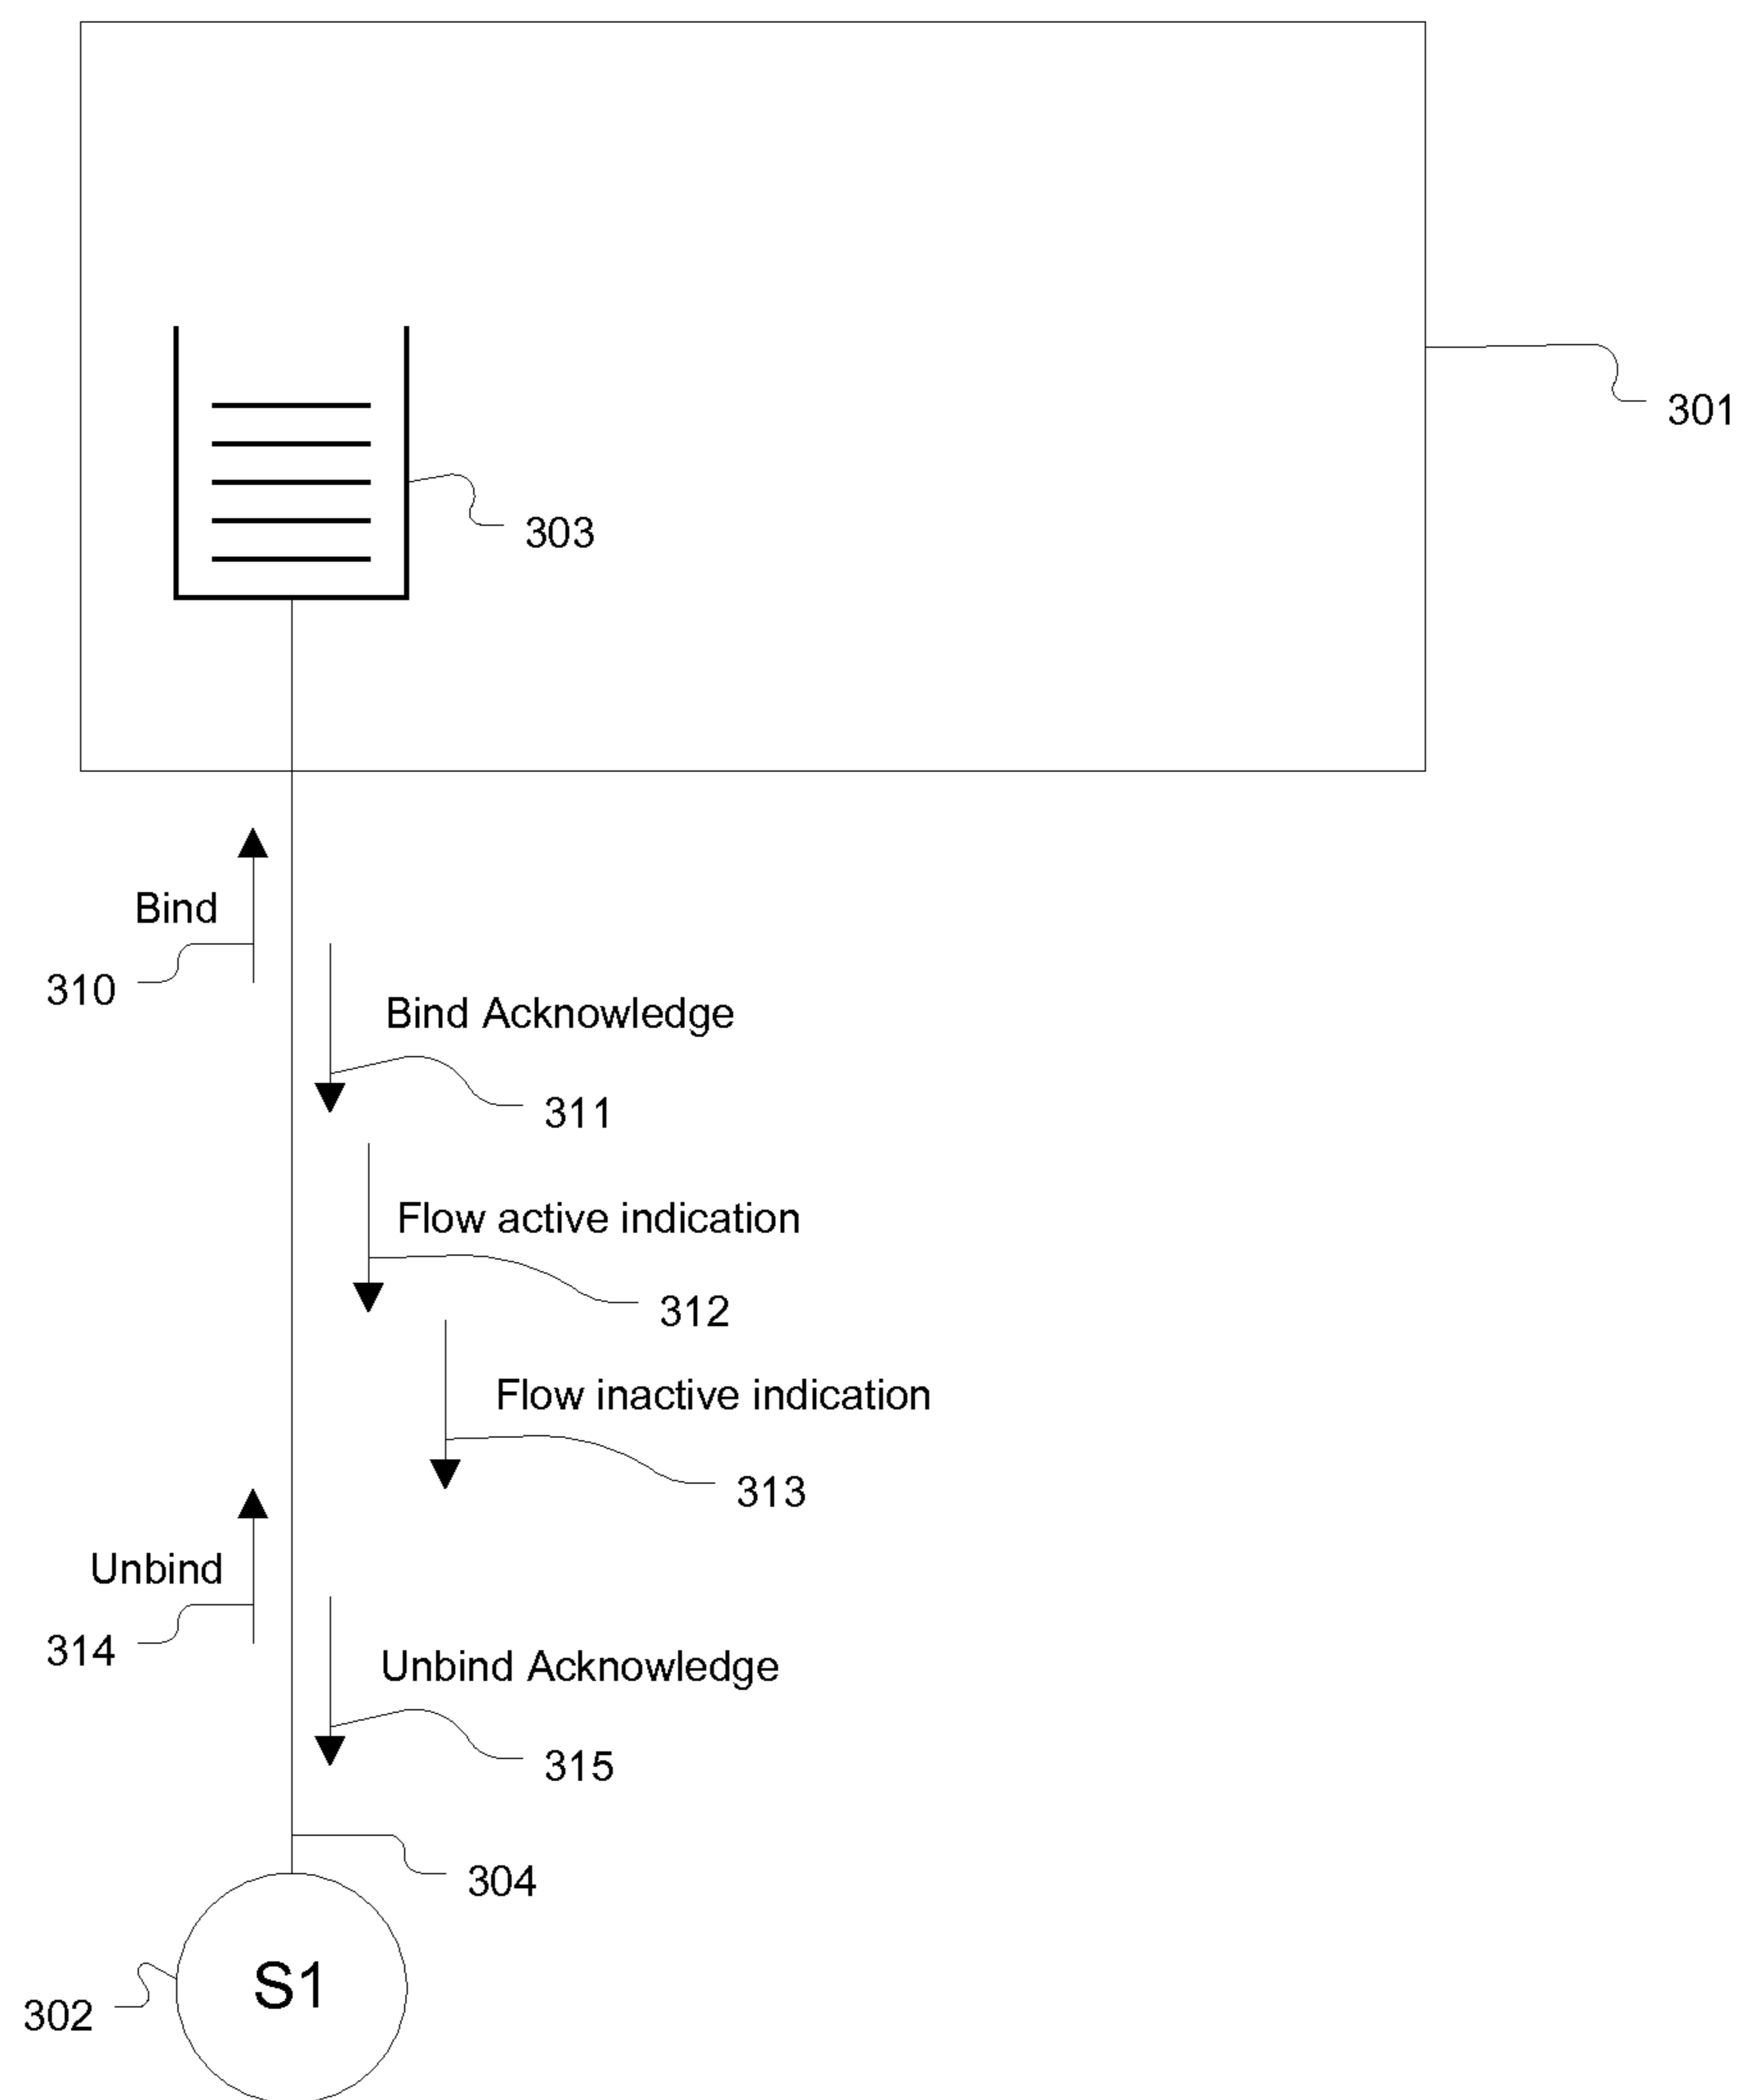 301
303
Bind
310
Bind Acknowledge
311
Flow active indication
312
Flow inactive indication
313
Unbind
314
Unbind Acknowledge
315
304
S1
302